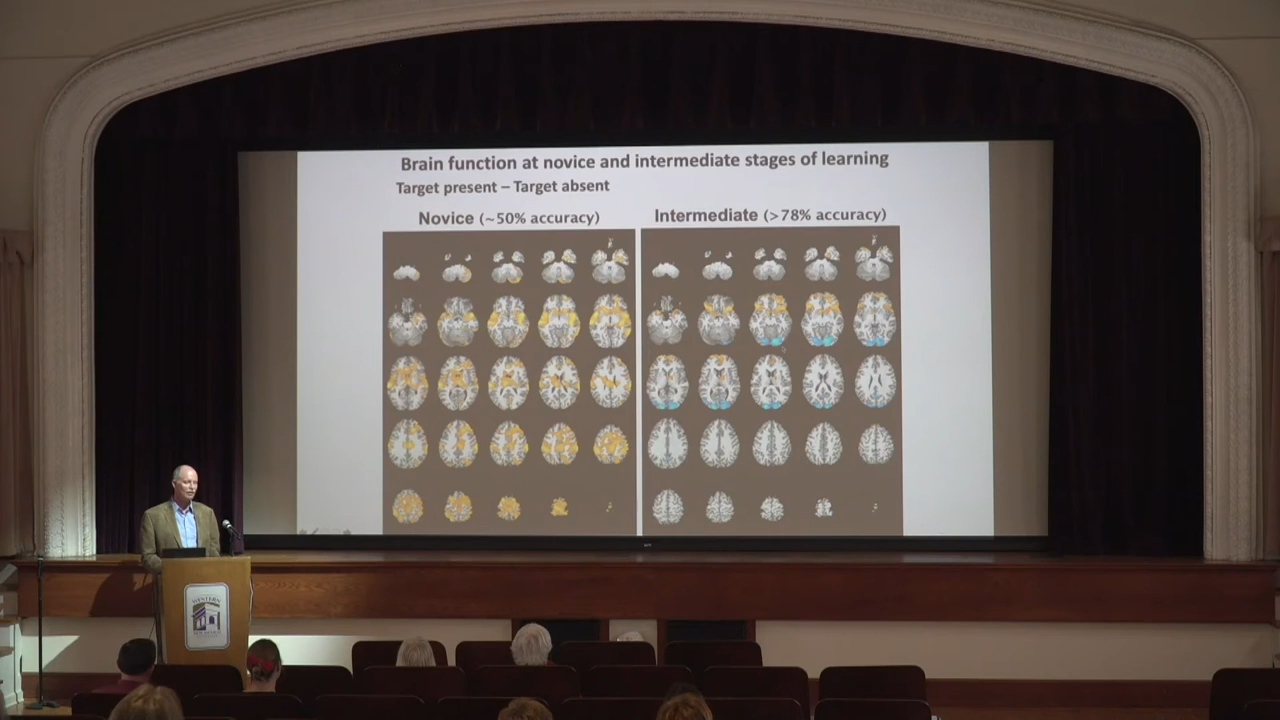 Brain function at novice and intermediate stages of learning
Target present – Target absent
Novice (~50% accuracy)
Intermediate (>78% accuracy)
WESTERN